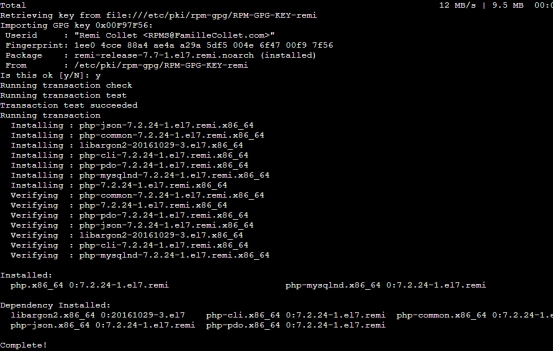 Total 12 MB/s | 9.5 MB 00:0
Retrieving key from file:///etc/pki/rpm-gpg/RPM-GPG-KEY-remi
Importing GPG key 0x00F97F56:
Userid : "Remi Collet <RPMS@FamilleCollet.com>"
Fingerprint: 1ee0 4cce 88a4 ae4a a29a 5df5 004e 6f47 00f9 7f56
Package : remi-release-7.7-1.el7.remi.noarch (installed)
From : /etc/pki/rpm-gpg/RPM-GPG-KEY-remi
Is this ok [y/N]: y
Running transaction check
Running transaction test
Transaction test succeeded
Running transaction
Installing : php-json-7.2.24-1.el7.remi.x86_64
Installing : php-common-7.2.24-1.el7.remi.x86_64
Installing : libargon2-20161029-3.el7.x86_64
Installing : php-cli-7.2.24-1.el7.remi.x86_64
Installing : php-pdo-7.2.24-1.el7.remi.x86_64
Installing : php-mysqlnd-7.2.24-1.el7.remi.x86_64
Installing : php-7.2.24-1.el7.remi.x86_64
Verifying : php-common-7.2.24-1.el7.remi.x86_64
Verifying : php-7.2.24-1.el7.remi.x86_64
Verifying : php-pdo-7.2.24-1.el7.remi.x86_64
Verifying : php-json-7.2.24-1.el7.remi.x86_64
Verifying : libargon2-20161029-3.el7.x86_64
Verifying : php-cli-7.2.24-1.el7.remi.x86_64
Verifying : php-mysqlnd-7.2.24-1.el7.remi.x86_64
Installed:
php.x86_64 0:7.2.24-1.el7.remi php-mysqlnd.x86_64 0:7.2.24-1.el7.remi
Dependency Installed:
libargon2.x86_64 0:20161029-3.el7 php-cli.x86_64 0:7.2.24-1.el7.remi php-common.x86_64 0:7.2.24-1.e
php-json.x86_64 0:7.2.24-1.el7.remi php-pdo.x86_64 0:7.2.24-1.el7.remi
Complete!